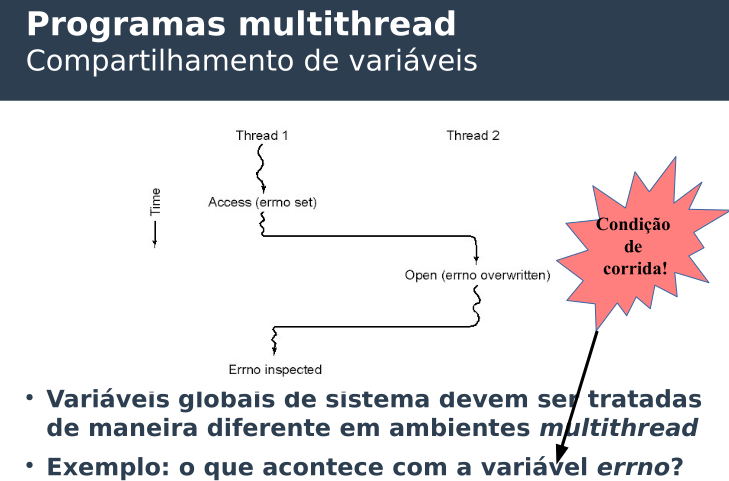 Programas multithread
Compartilhamento de variáveis
Thread 1
Thread 2
Time
Access (errno set)
Open (errno overwritten)
Errno inspected
Condição
de
corrida!
• Variáveis globais de sistema devem ser tratadas
de maneira diferente em ambientes multithread
• Exemplo: o que acontece com a variável errno?